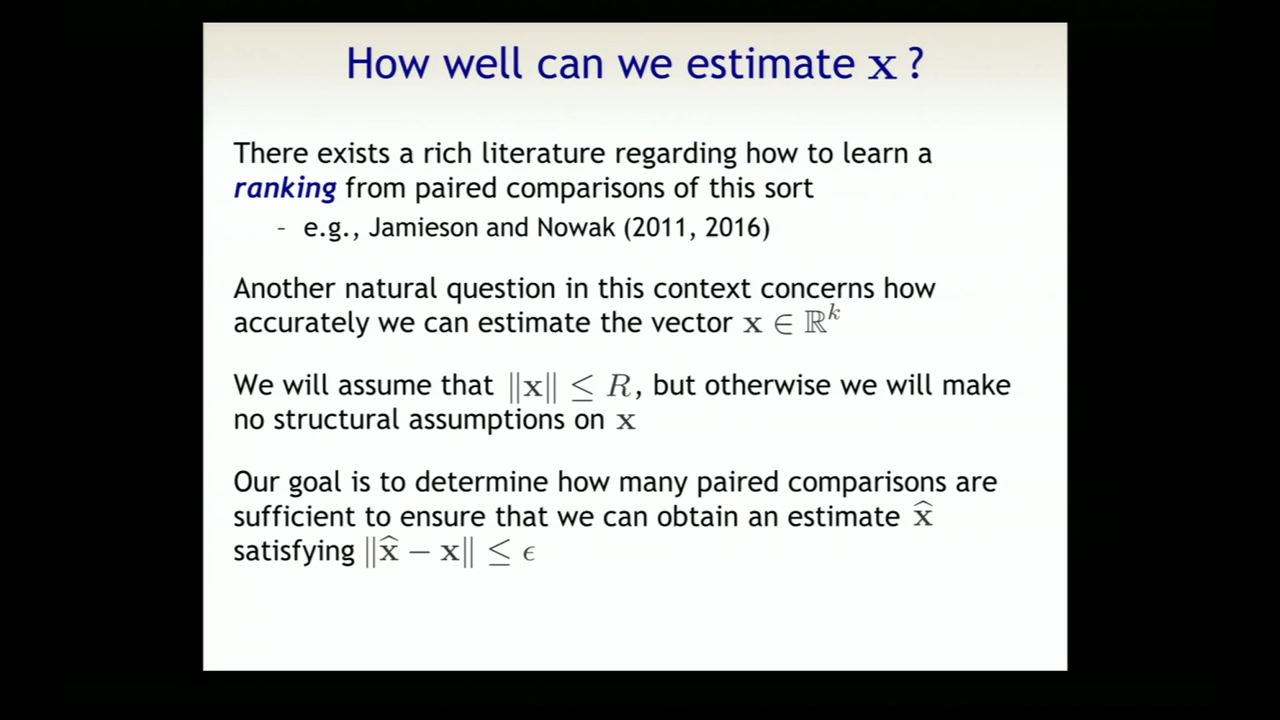 How well can we estimate x ?
There exists a rich literature regarding how to learn a
ranking from paired comparisons of this sort
- e.g., Jamieson and Nowak (2011, 2016)
Another natural question in this context concerns how
accurately we can estimate the vector x ∈ ℝᵏ
We will assume that ‖x‖ ≤ R, but otherwise we will make
no structural assumptions on x
Our goal is to determine how many paired comparisons are
sufficient to ensure that we can obtain an estimate x̂
satisfying ‖x̂ − x‖ ≤ ϵ